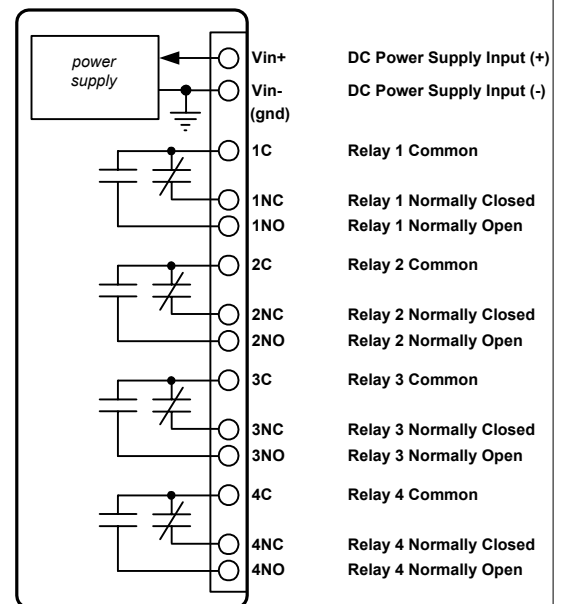 power
supply
Vin+ DC Power Supply Input (+)
Vin- DC Power Supply Input (-)
(gnd)
1C Relay 1 Common
1NC Relay 1 Normally Closed
1NO Relay 1 Normally Open
2C Relay 2 Common
2NC Relay 2 Normally Closed
2NO Relay 2 Normally Open
3C Relay 3 Common
3NC Relay 3 Normally Closed
3NO Relay 3 Normally Open
4C Relay 4 Common
4NC Relay 4 Normally Closed
4NO Relay 4 Normally Open